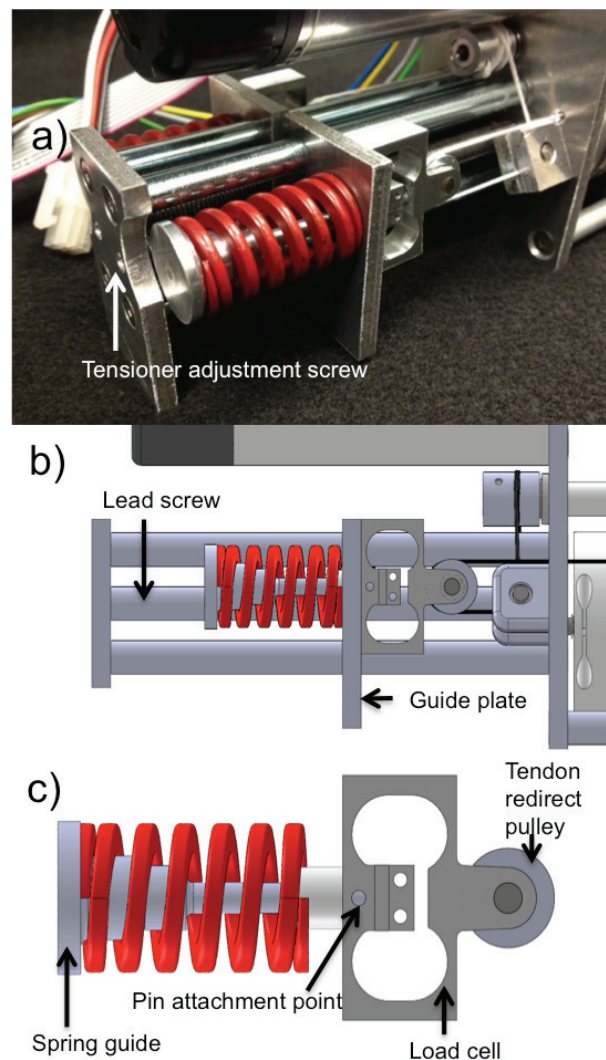 a)
Tensioner adjustment screw
b)
Lead screw
Guide plate
c)
Tendon
redirect
pulley
Pin attachment point
Spring guide
Load cell